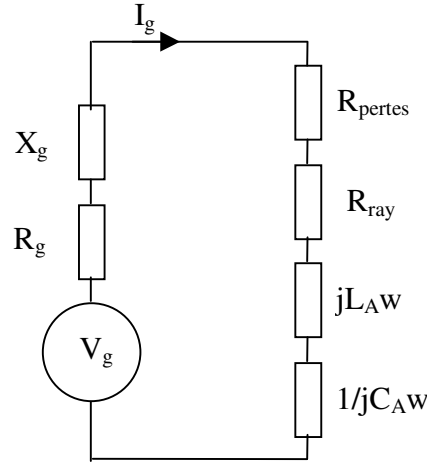 I_g
R_pertes
X_g
R_ray
R_g
jL_Aw
V_g
1/jC_Aw